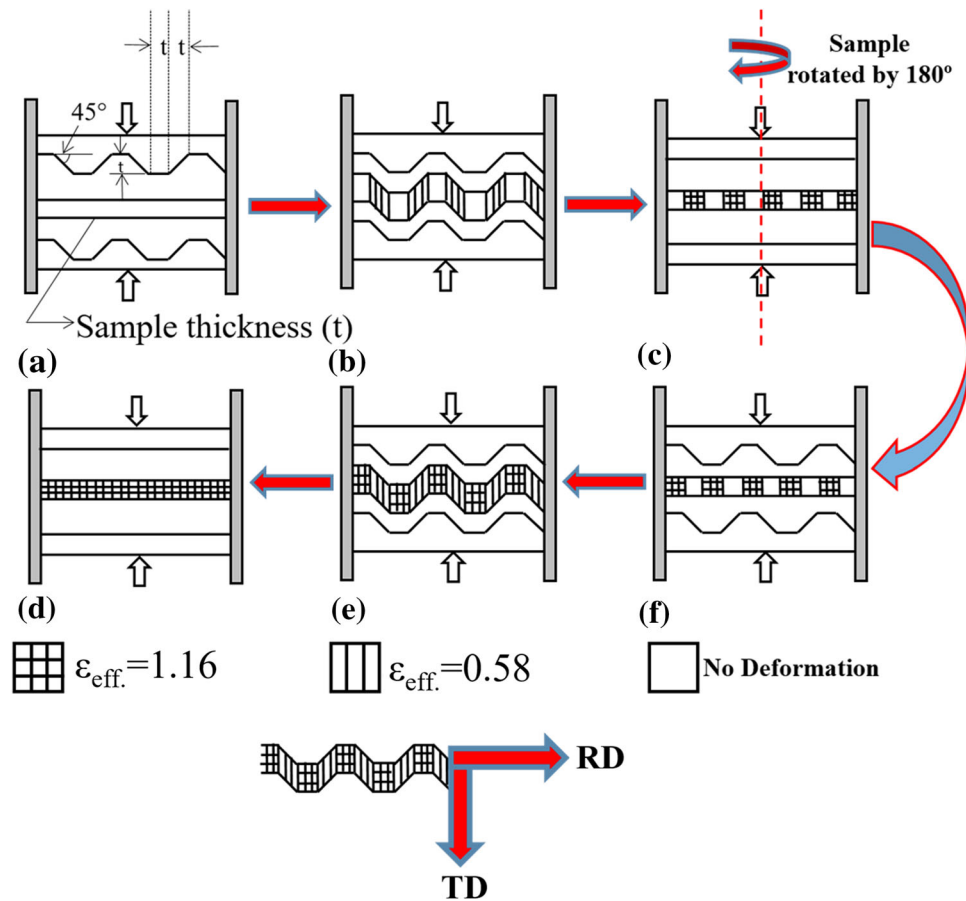 t t
Sample
rotated by 180º
45°
t
Sample thickness (t)
(a)
(b)
(c)
(d)
(e)
(f)
εeff.=1.16
εeff.=0.58
No Deformation
RD
TD